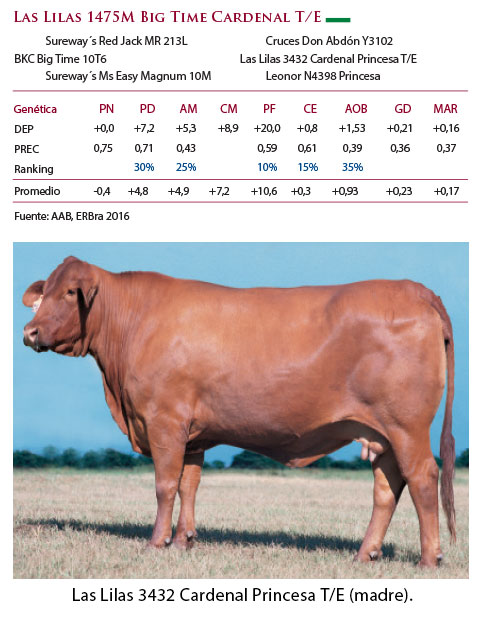 Las Lilas 1475M Big Time Cardenal T/E
Sureway´s Red Jack MR 213L Cruces Don Abdón Y3102
BKC Big Time 10T6 Las Lilas 3432 Cardenal Princesa T/E
Sureway´s Ms Easy Magnum 10M Leonor N4398 Princesa
Genética PN PD AM CM PF CE AOB GD MAR
DEP +0,0 +7,2 +5,3 +8,9 +20,0 +0,8 +1,53 +0,21 +0,16
PREC 0,75 0,71 0,43 0,59 0,61 0,39 0,36 0,37
Ranking 30% 25% 10% 15% 35%
Promedio -0,4 +4,8 +4,9 +7,2 +10,6 +0,3 +0,93 +0,23 +0,17
Fuente: AAB, ERBra 2016
Las Lilas 3432 Cardenal Princesa T/E (madre).